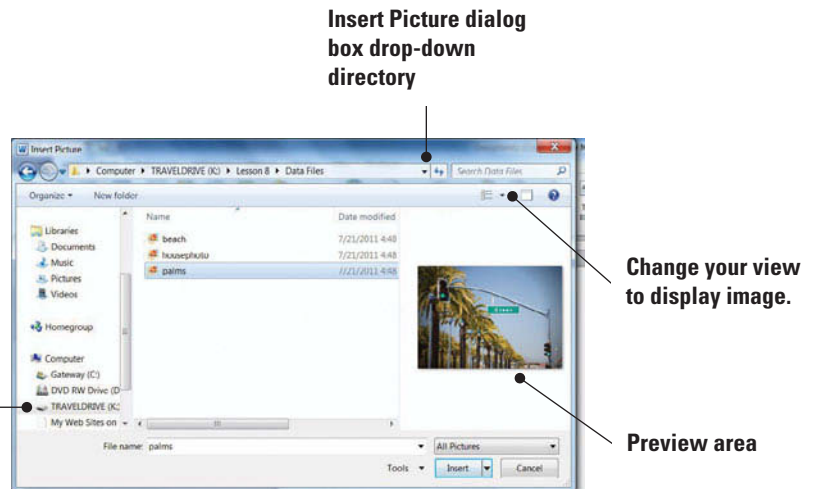 Insert Picture dialog
box drop-down
directory
Insert Picture
Computer ▸ TRAVELDRIVE (K:) ▸ Lesson 8 ▸ Data Files
Search Data Files
Organize
New folder
Name
Date modified
Libraries
Documents
Music
Pictures
Videos
Homegroup
Computer
Gateway (C:)
DVD RW Drive (D
TRAVELDRIVE (K:
My Web Sites on
beach 7/21/2011 4:48
housephoto 7/21/2011 4:48
palms 7/21/2011 4:48
Change your view
to display image.
Preview area
File name: palms
All Pictures
Tools
Insert
Cancel